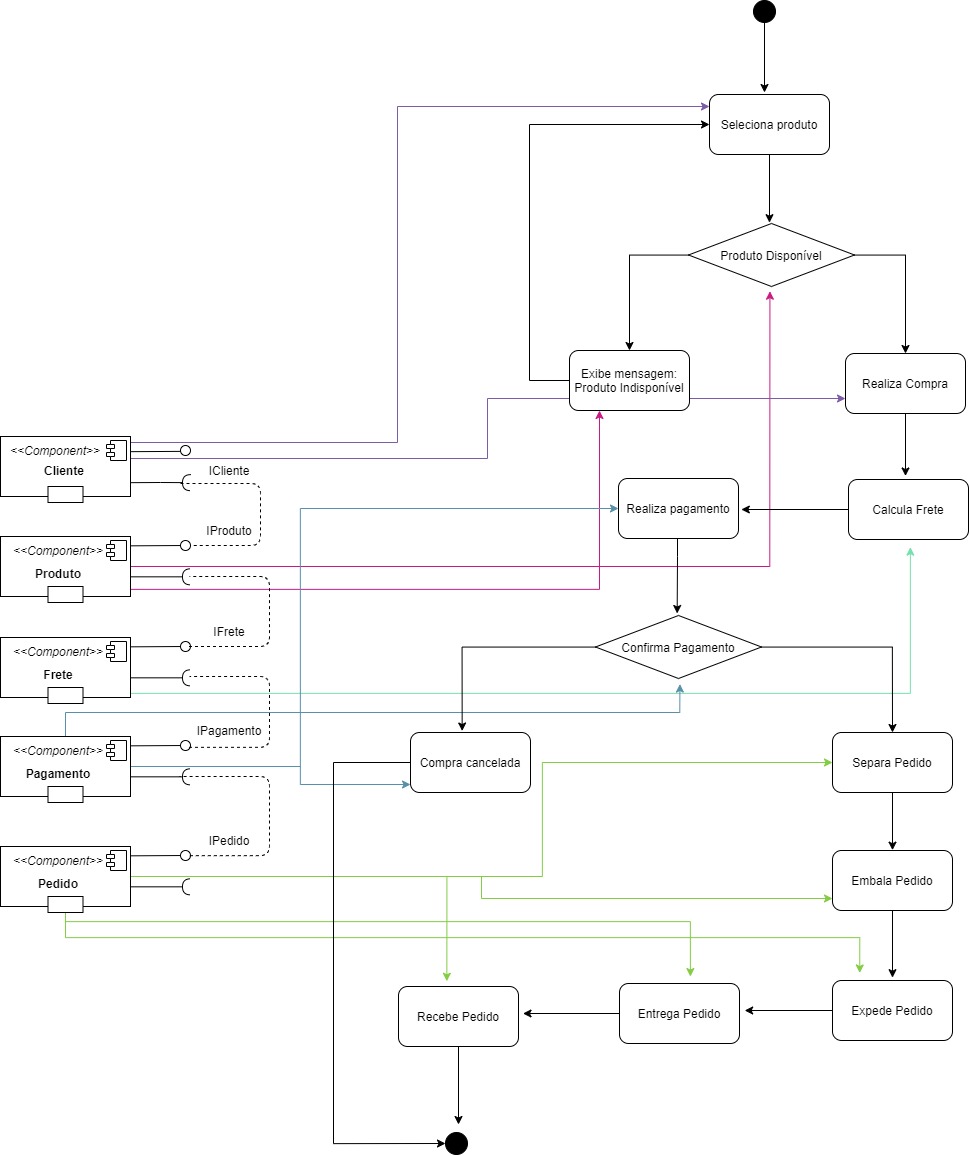 Seleciona produto
Produto Disponível
Exibe mensagem:
Produto Indisponível
Realiza Compra
<<Component>>
Cliente
ICliente
Realiza pagamento
Calcula Frete
IProduto
<<Component>>
Produto
IFrete
<<Component>>
Frete
Confirma Pagamento
IPagamento
<<Component>>
Pagamento
Compra cancelada
Separa Pedido
IPedido
<<Component>>
Pedido
Embala Pedido
Recebe Pedido
Entrega Pedido
Expede Pedido